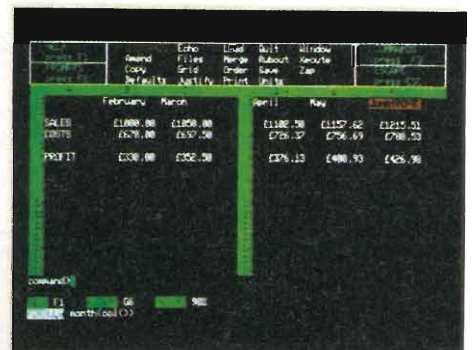 Echo Load Quit Window
Amend Files Merge Rubout Xecute
Copy Grid Order Save Zap
Defaults Justify Print Units
February March April May
SALES £1000.00 £1050.00 £1102.50 £1157.62 £1215.51
COSTS £670.00 £697.50 £726.37 £756.69 £788.53
PROFIT £330.00 £352.50 £376.13 £400.93 £426.98
command>
F1 G6 90%
month(col())